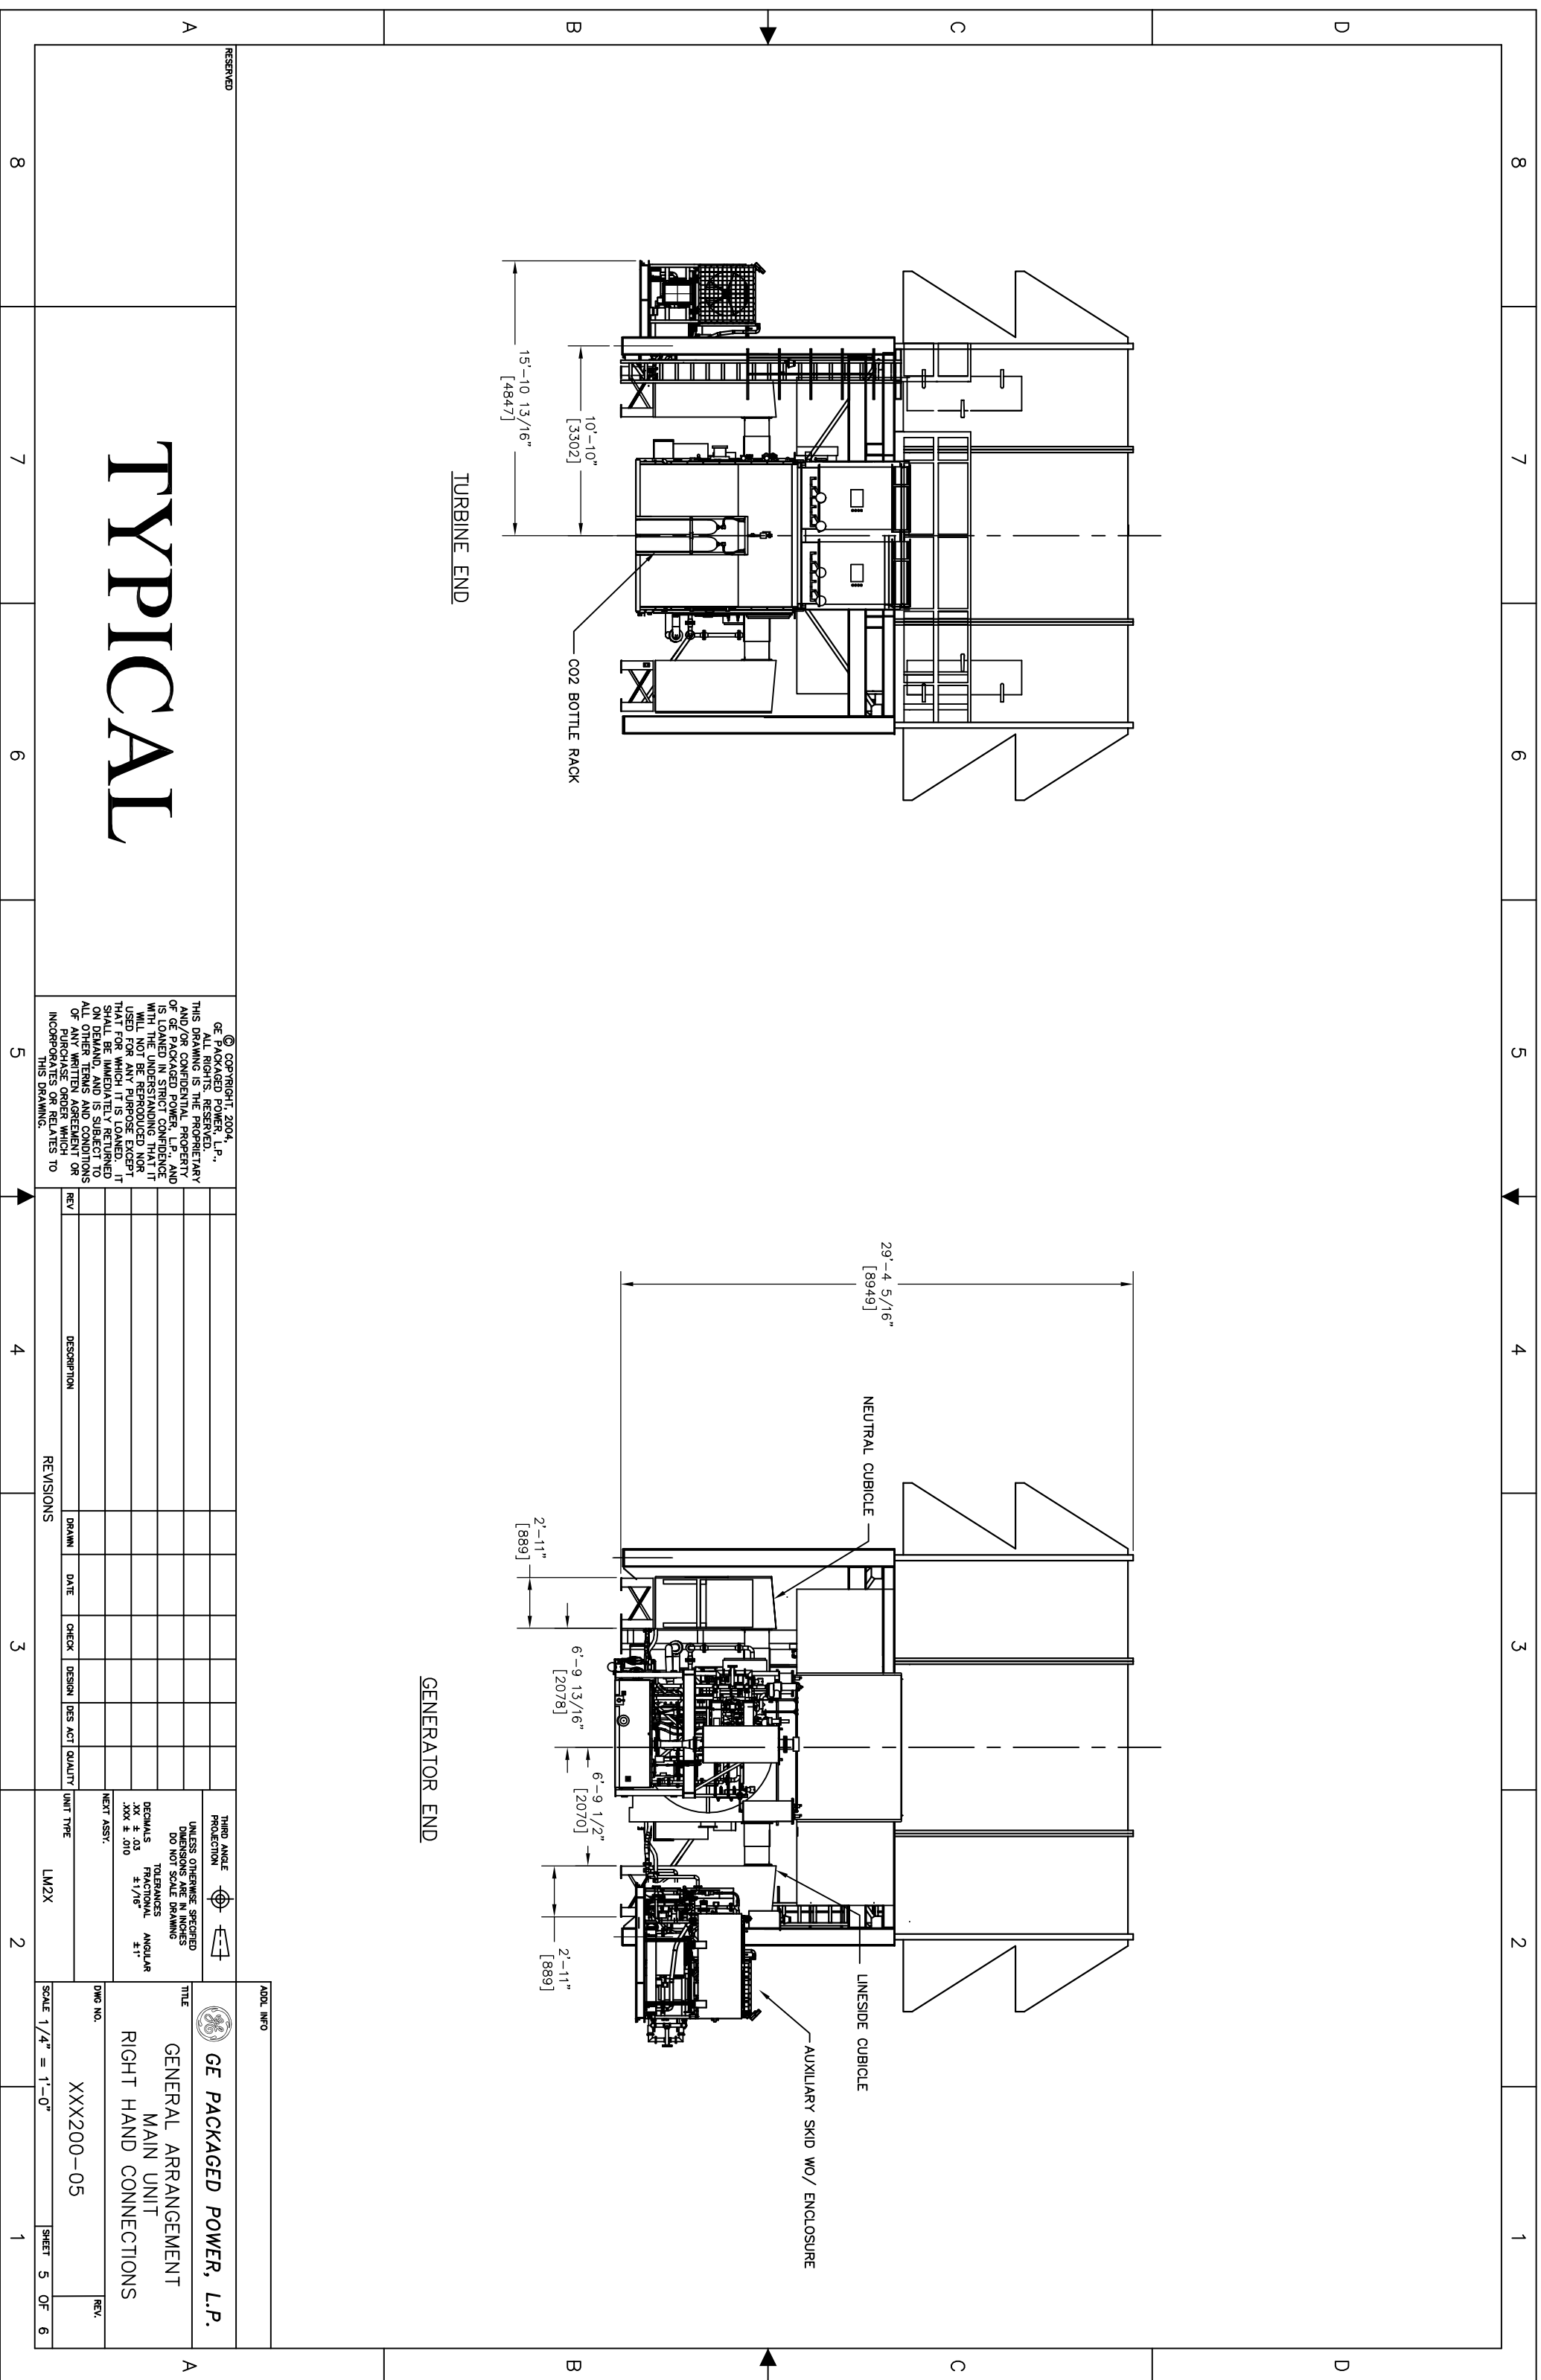 8
7
6
5
4
3
2
1
D
D
C
C
B
B
A
A
15'-10 13/16"
[4847]
10'-10"
[3302]
CO2 BOTTLE RACK
TURBINE END
29'-4 5/16"
[8949]
NEUTRAL CUBICLE
LINESIDE CUBICLE
AUXILIARY SKID WO/ ENCLOSURE
2'-11"
[889]
6'-9 13/16"
[2078]
6'-9 1/2"
[2070]
2'-11"
[889]
GENERATOR END
RESERVED
TYPICAL
© COPYRIGHT, 2004,
GE PACKAGED POWER, L.P.,
ALL RIGHTS. RESERVED.
THIS DRAWING IS THE PROPRIETARY
AND/OR CONFIDENTIAL PROPERTY
OF GE PACKAGED POWER, L.P., AND
IS LOANED IN STRICT CONFIDENCE
WITH THE UNDERSTANDING THAT IT
WILL NOT BE REPRODUCED NOR
USED FOR ANY PURPOSE EXCEPT
THAT FOR WHICH IT IS LOANED. IT
SHALL BE IMMEDIATELY RETURNED
ON DEMAND, AND IS SUBJECT TO
ALL OTHER TERMS AND CONDITIONS
OF ANY WRITTEN AGREEMENT OR
PURCHASE ORDER WHICH
INCORPORATES OR RELATES TO
THIS DRAWING.
REV DESCRIPTION DRAWN DATE CHECK DESIGN DES ACT QUALITY
REVISIONS
THIRD ANGLE
PROJECTION
UNLESS OTHERWISE SPECIFIED
DIMENSIONS ARE IN INCHES
DO NOT SCALE DRAWING
TOLERANCES
DECIMALS FRACTIONAL ANGULAR
.XX ± .03 ±1/16" ±1°
.XXX ± .010
NEXT ASSY.
UNIT TYPE
LM2X
ADDL INFO
GE PACKAGED POWER, L.P.
TITLE
GENERAL ARRANGEMENT
MAIN UNIT
RIGHT HAND CONNECTIONS
DWG NO.
XXX200-05
REV.
SCALE 1/4" = 1'-0"
SHEET 5 OF 6
8
7
6
5
4
3
2
1